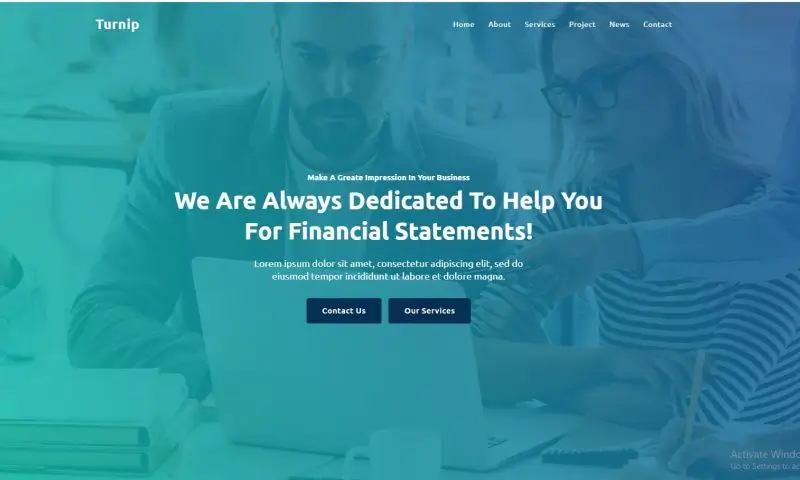 Turnip
Home About Services Project News Contact
Make A Greate Impression In Your Business
We Are Always Dedicated To Help You
For Financial Statements!
Lorem ipsum dolor sit amet, consectetur adipiscing elit, sed do
eiusmod tempor incididunt ut labore et dolore magna.
Contact Us Our Services
Activate Windo
Go to Settings to ac